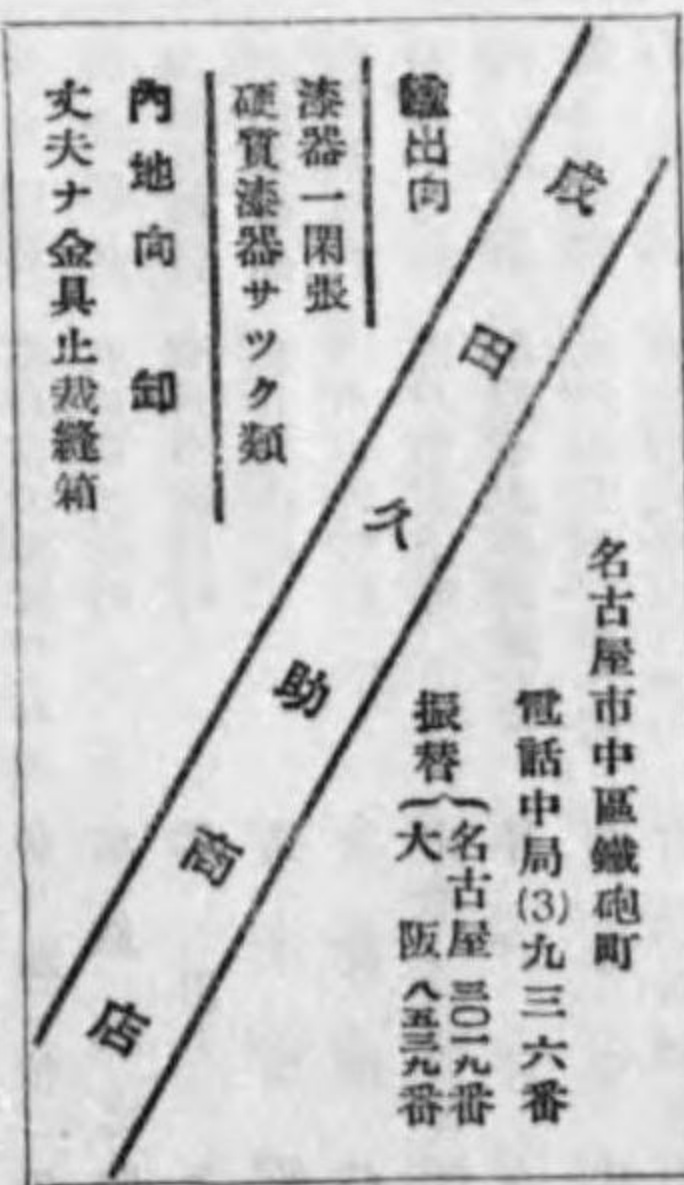 名古屋市中區鐵砲町
電話中局(3)九三六番
振替{名古屋 三〇一九番
大阪 八五三九番
成田久助商店
輸出向
漆器一閑張
硬質漆器サツク類
內地向 卸
丈夫ナ金具止裁縫箱